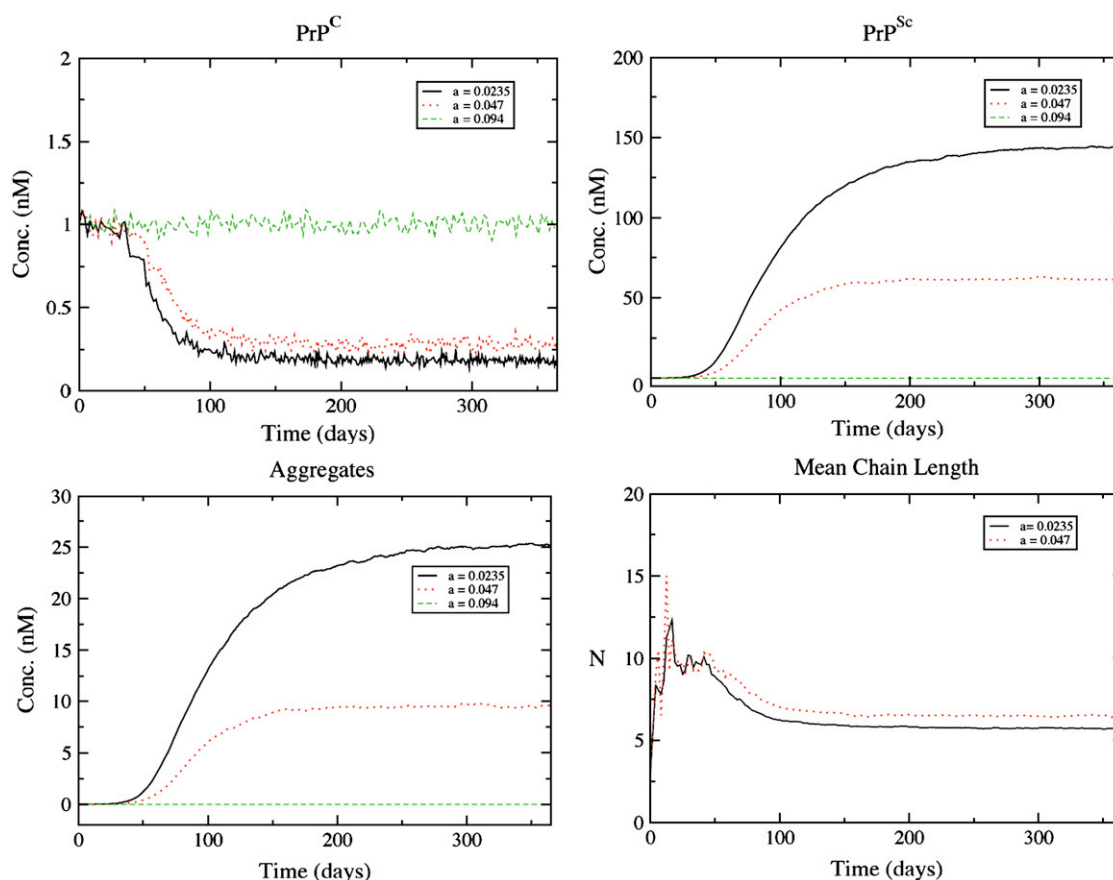 PrP^C
2
1.5
1
0.5
0
Conc. (nM)
a = 0.0235
a = 0.047
a = 0.094
0
100
200
300
Time (days)
PrP^Sc
200
150
100
50
0
Conc. (nM)
a = 0.0235
a = 0.047
a = 0.094
0
100
200
300
Time (days)
Aggregates
30
25
20
15
10
5
0
Conc. (nM)
a = 0.0235
a = 0.047
a = 0.094
0
100
200
300
Time (days)
Mean Chain Length
20
15
10
5
0
N
a= 0.0235
a = 0.047
0
100
200
300
Time (days)